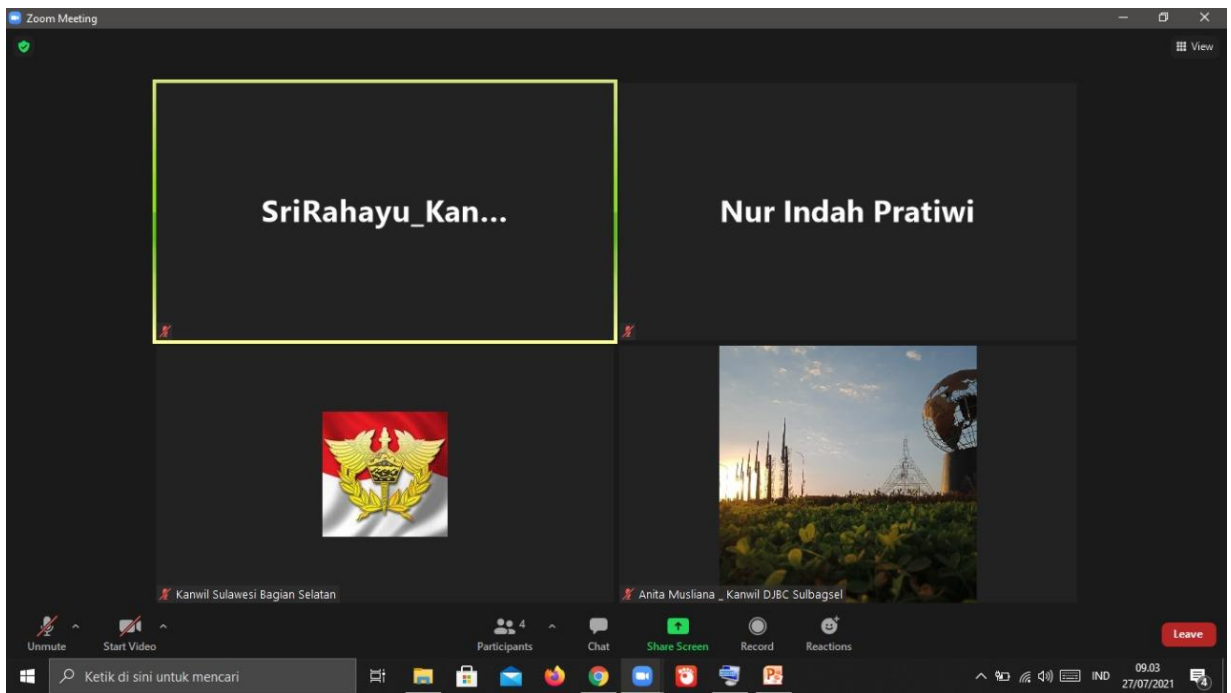 Zoom Meeting
View
SriRahayu_Kan...
Nur Indah Pratiwi
Kanwil Sulawesi Bagian Selatan
Anita Musliana _ Kanwil DJBC Sulbagsel
4
Unmute
Start Video
Participants
Chat
Share Screen
Record
Reactions
Leave
Ketik di sini untuk mencari
IND
09.03
27/07/2021
4